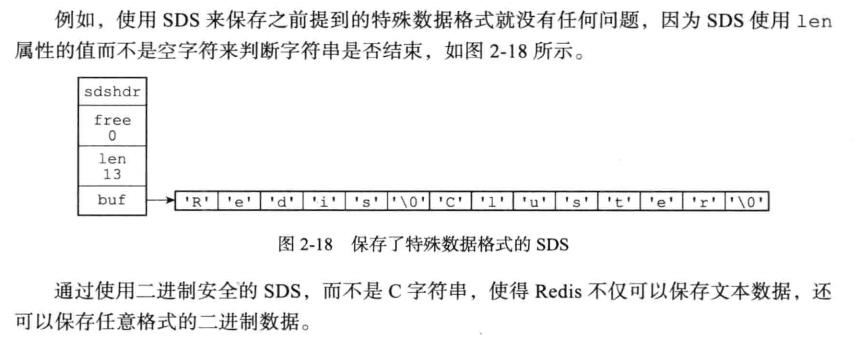 例如，使用 SDS 来保存之前提到的特殊数据格式就没有任何问题，因为 SDS 使用 len
属性的值而不是空字符来判断字符串是否结束，如图 2-18 所示。
sdshdr
free
0
len
13
buf
'R' 'e' 'd' 'i' 's' '\0' 'C' 'l' 'u' 's' 't' 'e' 'r' '\0'
图 2-18 保存了特殊数据格式的 SDS
通过使用二进制安全的 SDS，而不是 C 字符串，使得 Redis 不仅可以保存文本数据，还
可以保存任意格式的二进制数据。